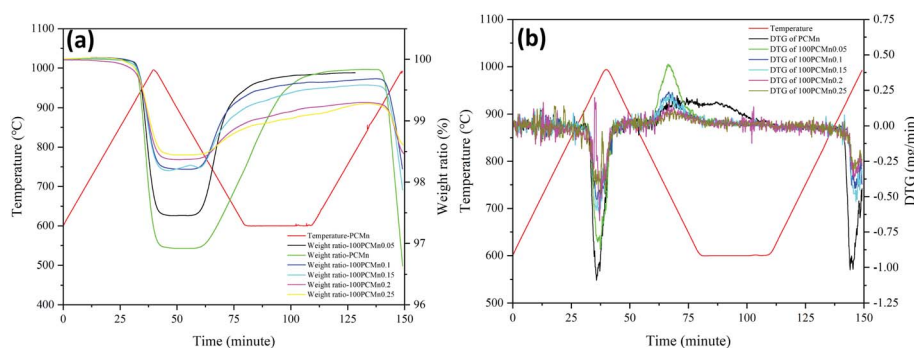 (a)
1100
1000
900
800
700
600
500
400
Temperature (°C)
100
99
98
97
96
Weight ratio (%)
Temperature-PCMn
Weight ratio-100PCMn0.05
Weight ratio-PCMn
Weight ratio-100PCMn0.1
Weight ratio-100PCMn0.15
Weight ratio-100PCMn0.2
Weight ratio-100PCMn0.25
0 25 50 75 100 125 150
Time (minute)
(b)
1100
1000
900
800
700
600
500
Temperature (°C)
0.75
0.50
0.25
0.00
-0.25
-0.50
-0.75
-1.00
-1.25
DTG (mg/min)
Temperature
DTG of PCMn
DTG of 100PCMn0.05
DTG of 100PCMn0.1
DTG of 100PCMn0.15
DTG of 100PCMn0.2
DTG of 100PCMn0.25
0 25 50 75 100 125 150
Time (minute)